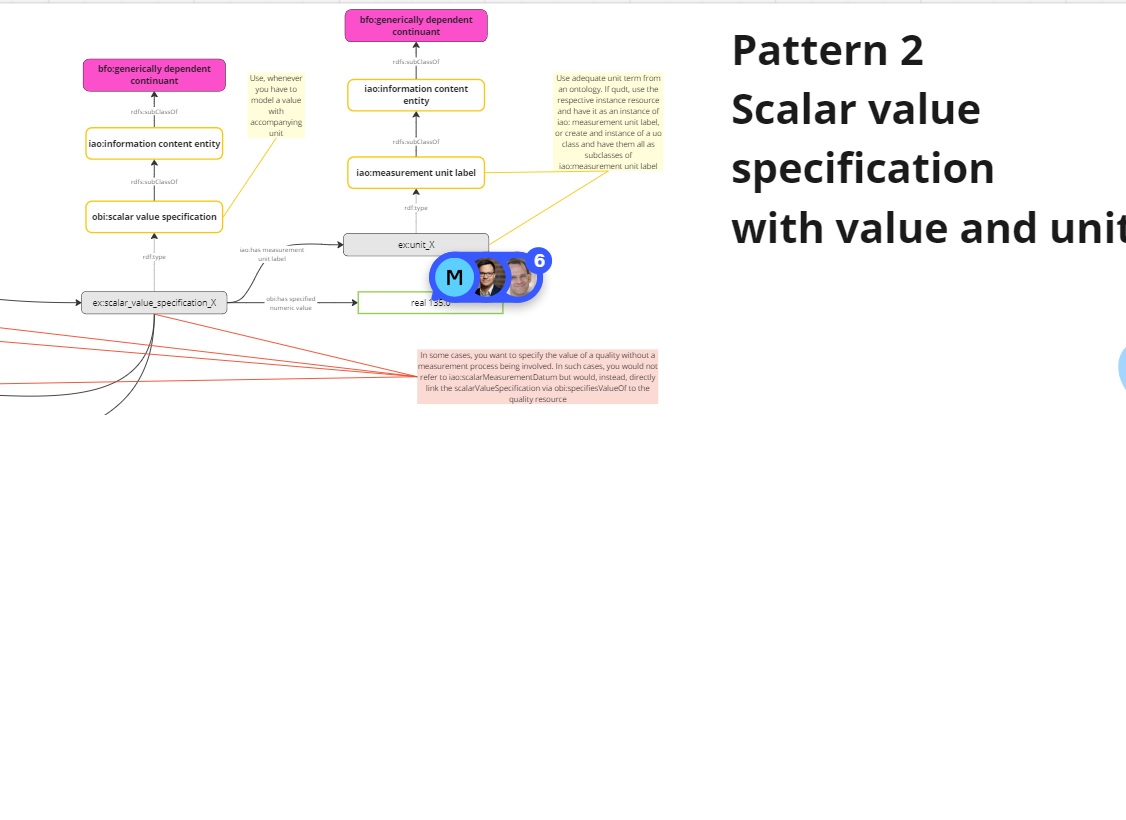 bfo:generically dependent
continuant
rdfs:subClassOf
iao:information content entity
rdfs:subClassOf
obi:scalar value specification
rdf:type
ex:scalar_value_specification_X
Use, whenever
you have to
model a value
with
accompanying
unit
bfo:generically dependent
continuant
rdfs:subClassOf
iao:information content
entity
rdfs:subClassOf
iao:measurement unit label
rdf:type
ex:unit_X
iao:has measurement
unit label
obi:has specified
numeric value
real 135.0
M
6
Use adequate unit term from
an ontology. If qudt, use the
respective instance resource
and have it as an instance of
iao: measurement unit label,
or create and instance of a uo
class and have them all as
subclasses of
iao:measurement unit label
In some cases, you want to specify the value of a quality without a
measurement process being involved. In such cases, you would not
refer to iao:scalarMeasurementDatum but would, instead, directly
link the scalarValueSpecification via obi:specifiesValueOf to the
quality resource
Pattern 2
Scalar value
specification
with value and unit